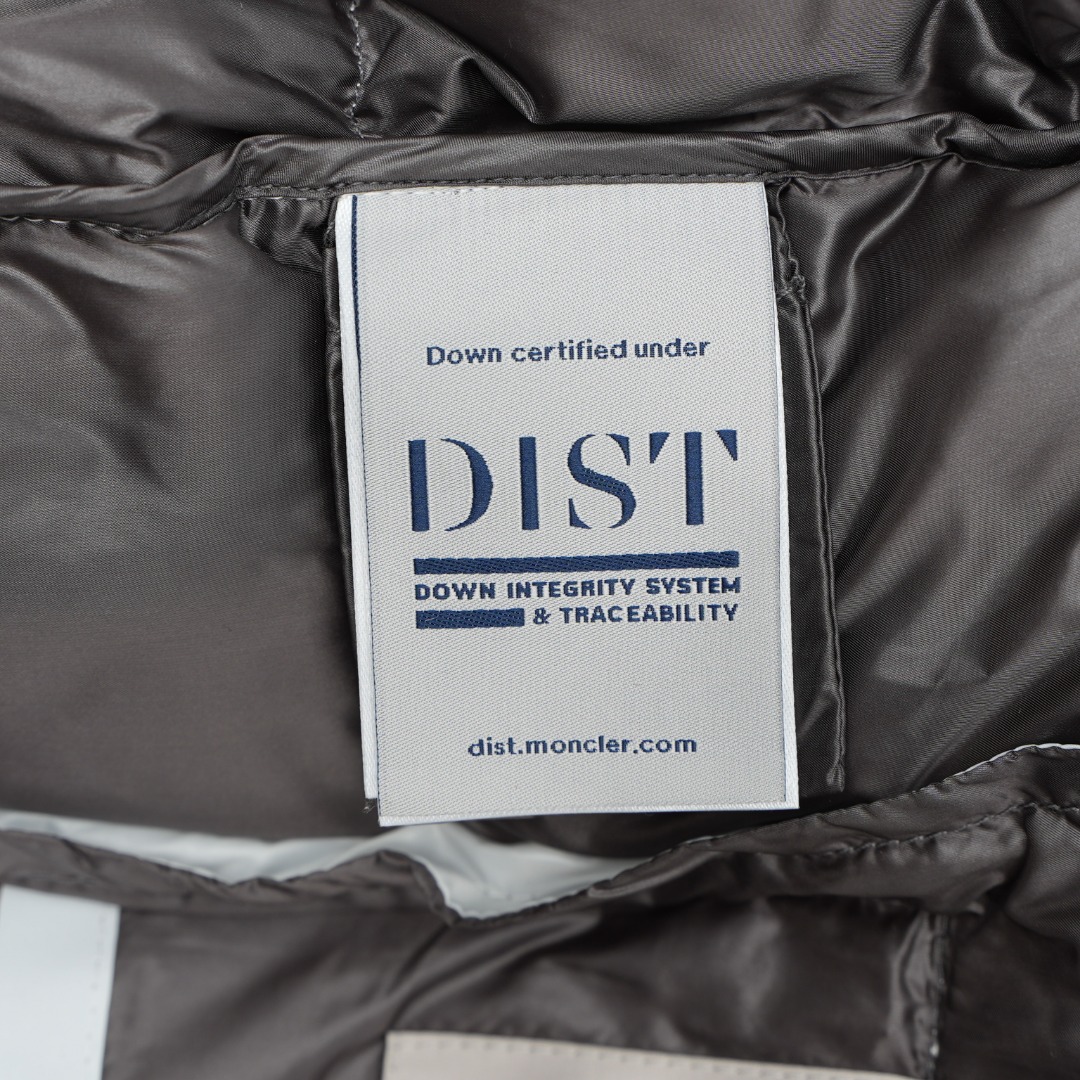 Down certified under
DIST
DOWN INTEGRITY SYSTEM
& TRACEABILITY
dist.moncler.com